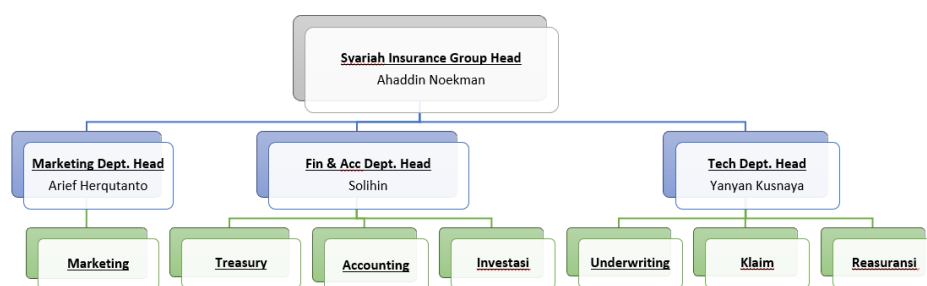 Syariah Insurance Group Head
Ahaddin Noekman
Marketing Dept. Head
Arief Herqutanto
Fin & Acc Dept. Head
Solihin
Tech Dept. Head
Yanyan Kusnaya
Marketing
Treasury
Accounting
Investasi
Underwriting
Klaim
Reasuransi